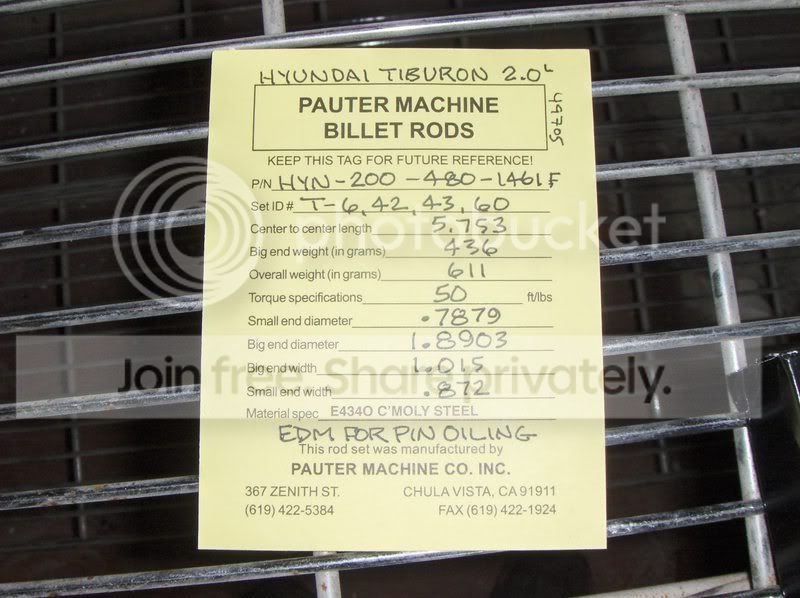 HYUNDAI TIBURON 2.0L
49705
PAUTER MACHINE
BILLET RODS
KEEP THIS TAG FOR FUTURE REFERENCE!
P/N HYN-200-480-1461F
Set ID # T-6,42,43,60
Center to center length 5.753
Big end weight (in grams) 436
Overall weight (in grams) 611
Torque specifications 50 ft/lbs
Small end diameter .7879
Big end diameter 1.8903
Big end width 1.015
Small end width .872
Material spec E4340 C'MOLY STEEL
EDM FOR PIN OILING
This rod set was manufactured by
PAUTER MACHINE CO. INC.
367 ZENITH ST. CHULA VISTA, CA 91911
(619) 422-5384 FAX (619) 422-1924
photobucket
Join free. Share privately.